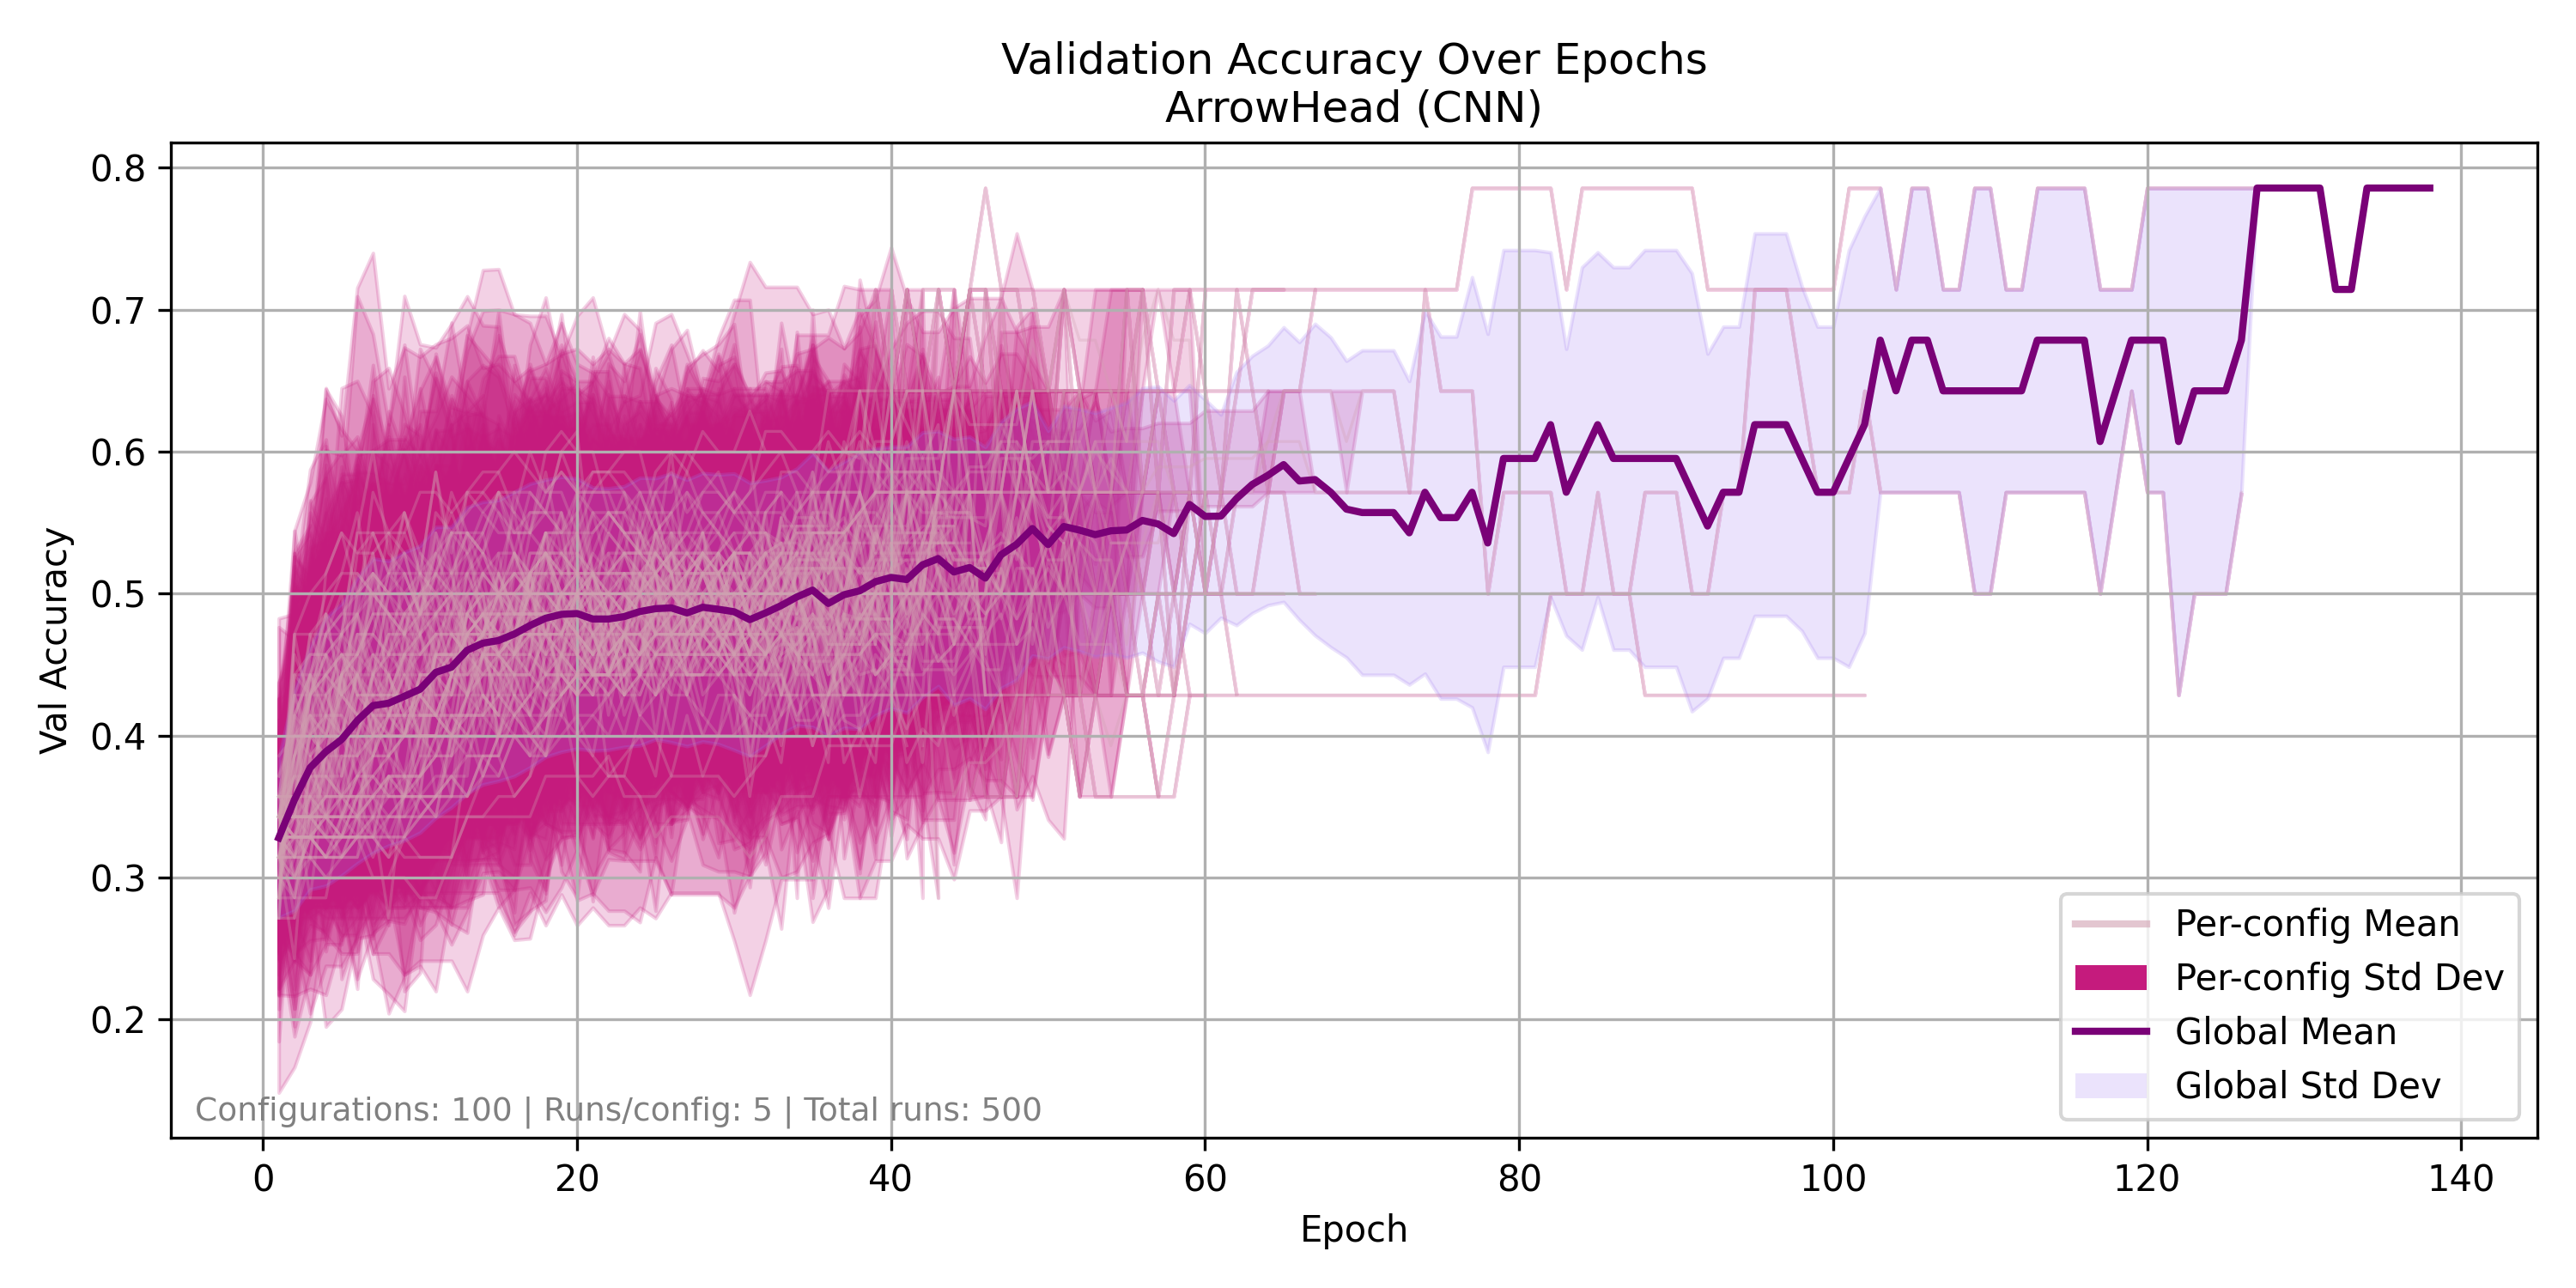 Validation Accuracy Over Epochs
ArrowHead (CNN)
Val Accuracy
0.8
0.7
0.6
0.5
0.4
0.3
0.2
Per-config Mean
Per-config Std Dev
Global Mean
Global Std Dev
Configurations: 100 | Runs/config: 5 | Total runs: 500
0 20 40 60 80 100 120 140
Epoch